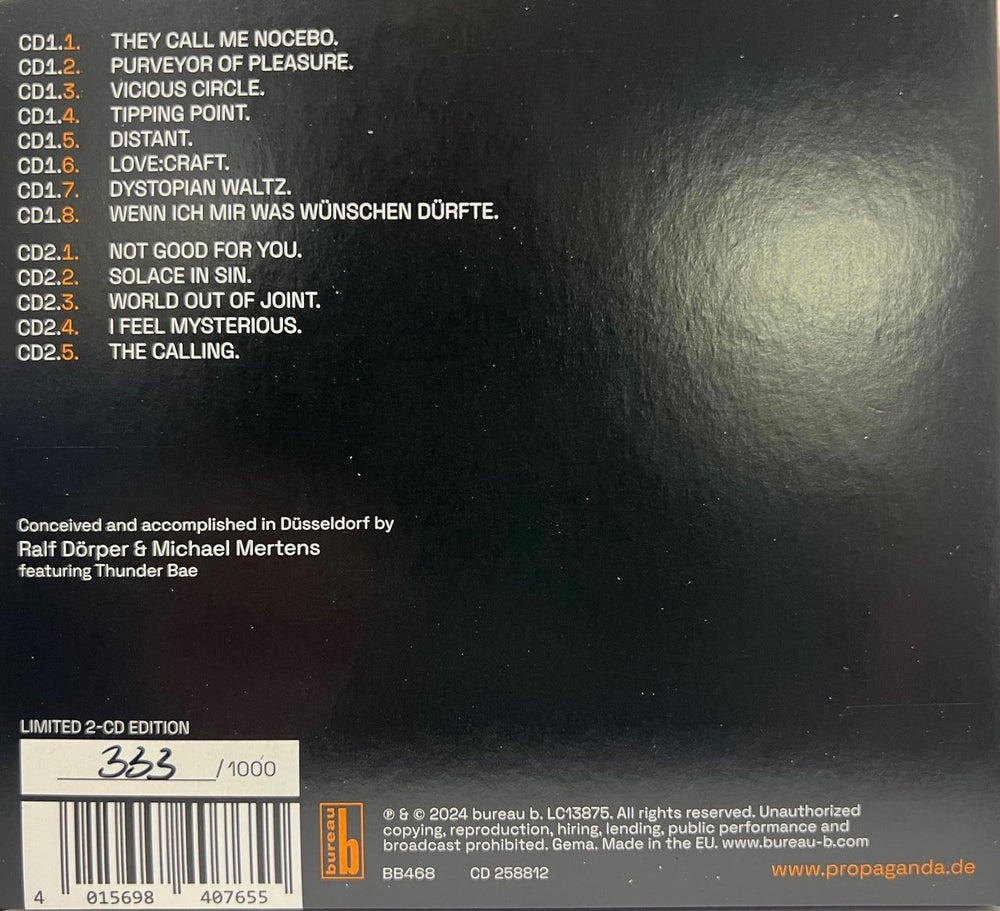 CD1.1. THEY CALL ME NOCEBO.
CD1.2. PURVEYOR OF PLEASURE.
CD1.3. VICIOUS CIRCLE.
CD1.4. TIPPING POINT.
CD1.5. DISTANT.
CD1.6. LOVE:CRAFT.
CD1.7. DYSTOPIAN WALTZ.
CD1.8. WENN ICH MIR WAS WÜNSCHEN DÜRFTE.
CD2.1. NOT GOOD FOR YOU.
CD2.2. SOLACE IN SIN.
CD2.3. WORLD OUT OF JOINT.
CD2.4. I FEEL MYSTERIOUS.
CD2.5. THE CALLING.
Conceived and accomplished in Düsseldorf by
Ralf Dörper & Michael Mertens
featuring Thunder Bae
LIMITED 2-CD EDITION
333 /1000
4 015698 407655
bureau b
℗ & © 2024 bureau b. LC13875. All rights reserved. Unauthorized
copying, reproduction, hiring, lending, public performance and
broadcast prohibited. Gema. Made in the EU. www.bureau-b.com
BB468 CD 258812
www.propaganda.de